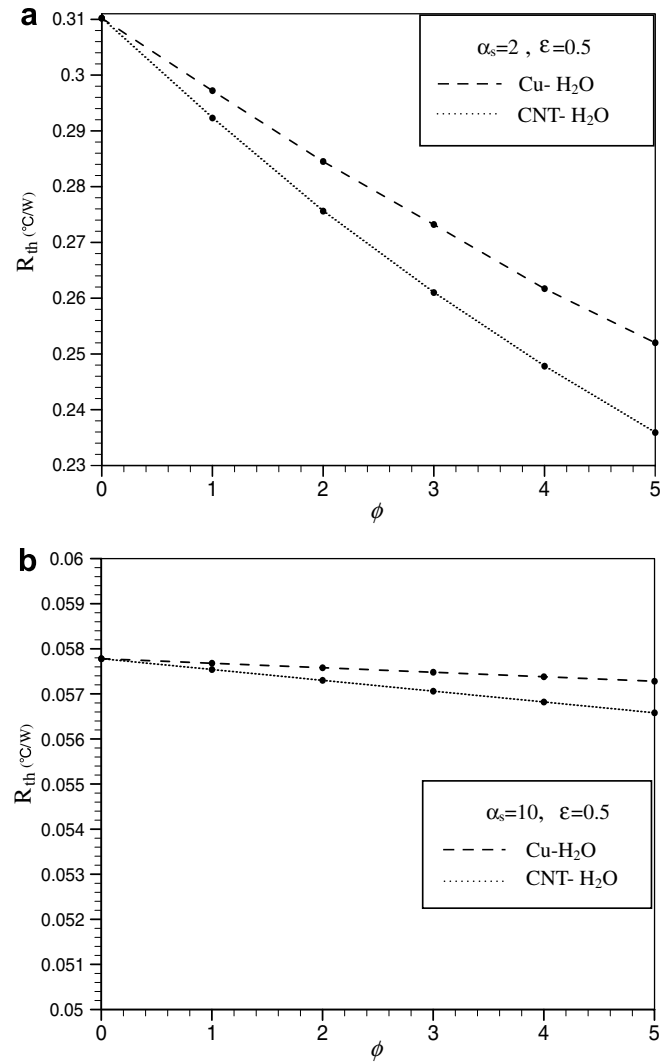 a
0.31
0.3
0.29
0.28
0.27
0.26
0.25
0.24
0.23
R_th (°C/W)
α_s=2 , ε=0.5
Cu- H₂O
CNT- H₂O
0 1 2 3 4 5
ϕ
b
0.06
0.059
0.058
0.057
0.056
0.055
0.054
0.053
0.052
0.051
0.05
R_th (°C/W)
α_s=10, ε=0.5
Cu-H₂O
CNT- H₂O
0 1 2 3 4 5
ϕ